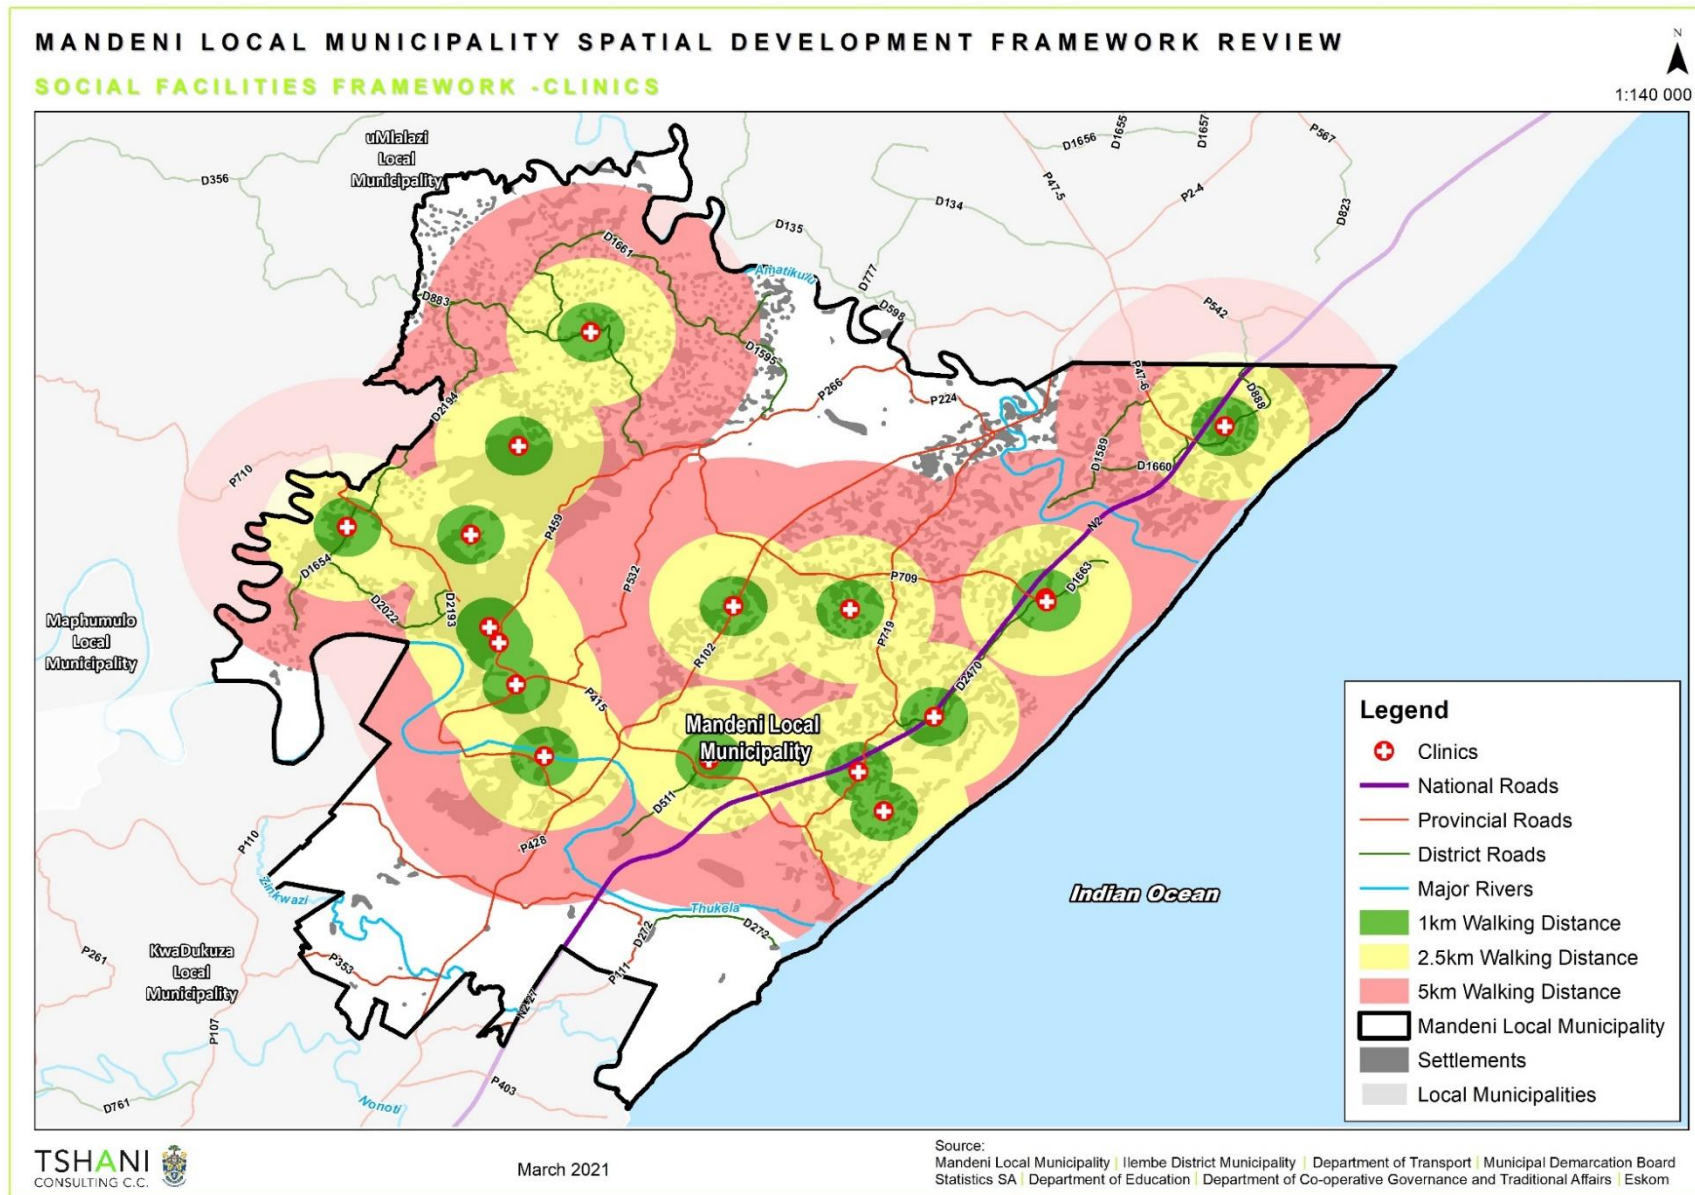 MANDENI LOCAL MUNICIPALITY SPATIAL DEVELOPMENT FRAMEWORK REVIEW
SOCIAL FACILITIES FRAMEWORK -CLINICS
N
1:140 000
uMlalazi
Local
Municipality
D356
D1656
D1655
D1657
P567
P47-5
P2-4
D134
D823
D135
D1661
Amatikulu
D777
D883
D598
P542
D1595
P47-6
P266
D888
P224
D2194
D1589
P710
D1660
P459
N2
D1654
P532
P709
D1663
D2022
D2193
Maphumulo
Local
Municipality
P719
R102
D2470
P415
Mandeni Local
Municipality
D511
P428
P110
Zinkwazi
Indian Ocean
Thukela
D272
D272
KwaDukuza
Local
Municipality
P261
P353
P111
N2-27
P107
P403
D761
Nonoti
Legend
Clinics
National Roads
Provincial Roads
District Roads
Major Rivers
1km Walking Distance
2.5km Walking Distance
5km Walking Distance
Mandeni Local Municipality
Settlements
Local Municipalities
TSHANI
CONSULTING C.C.
March 2021
Source:
Mandeni Local Municipality | Ilembe District Municipality | Department of Transport | Municipal Demarcation Board
Statistics SA | Department of Education | Department of Co-operative Governance and Traditional Affairs | Eskom